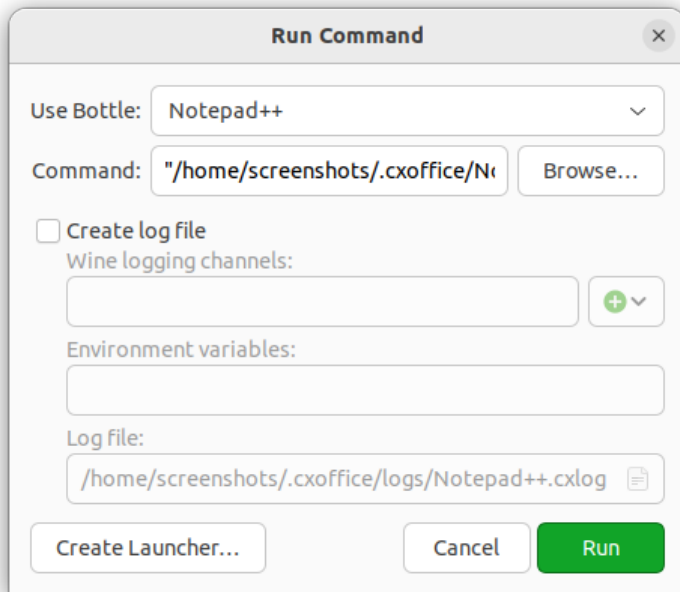 Run Command
Use Bottle: Notepad++
Command: "/home/screenshots/.cxoffice/No Browse...
Create log file
Wine logging channels:
Environment variables:
Log file:
/home/screenshots/.cxoffice/logs/Notepad++.cxlog
Create Launcher... Cancel Run